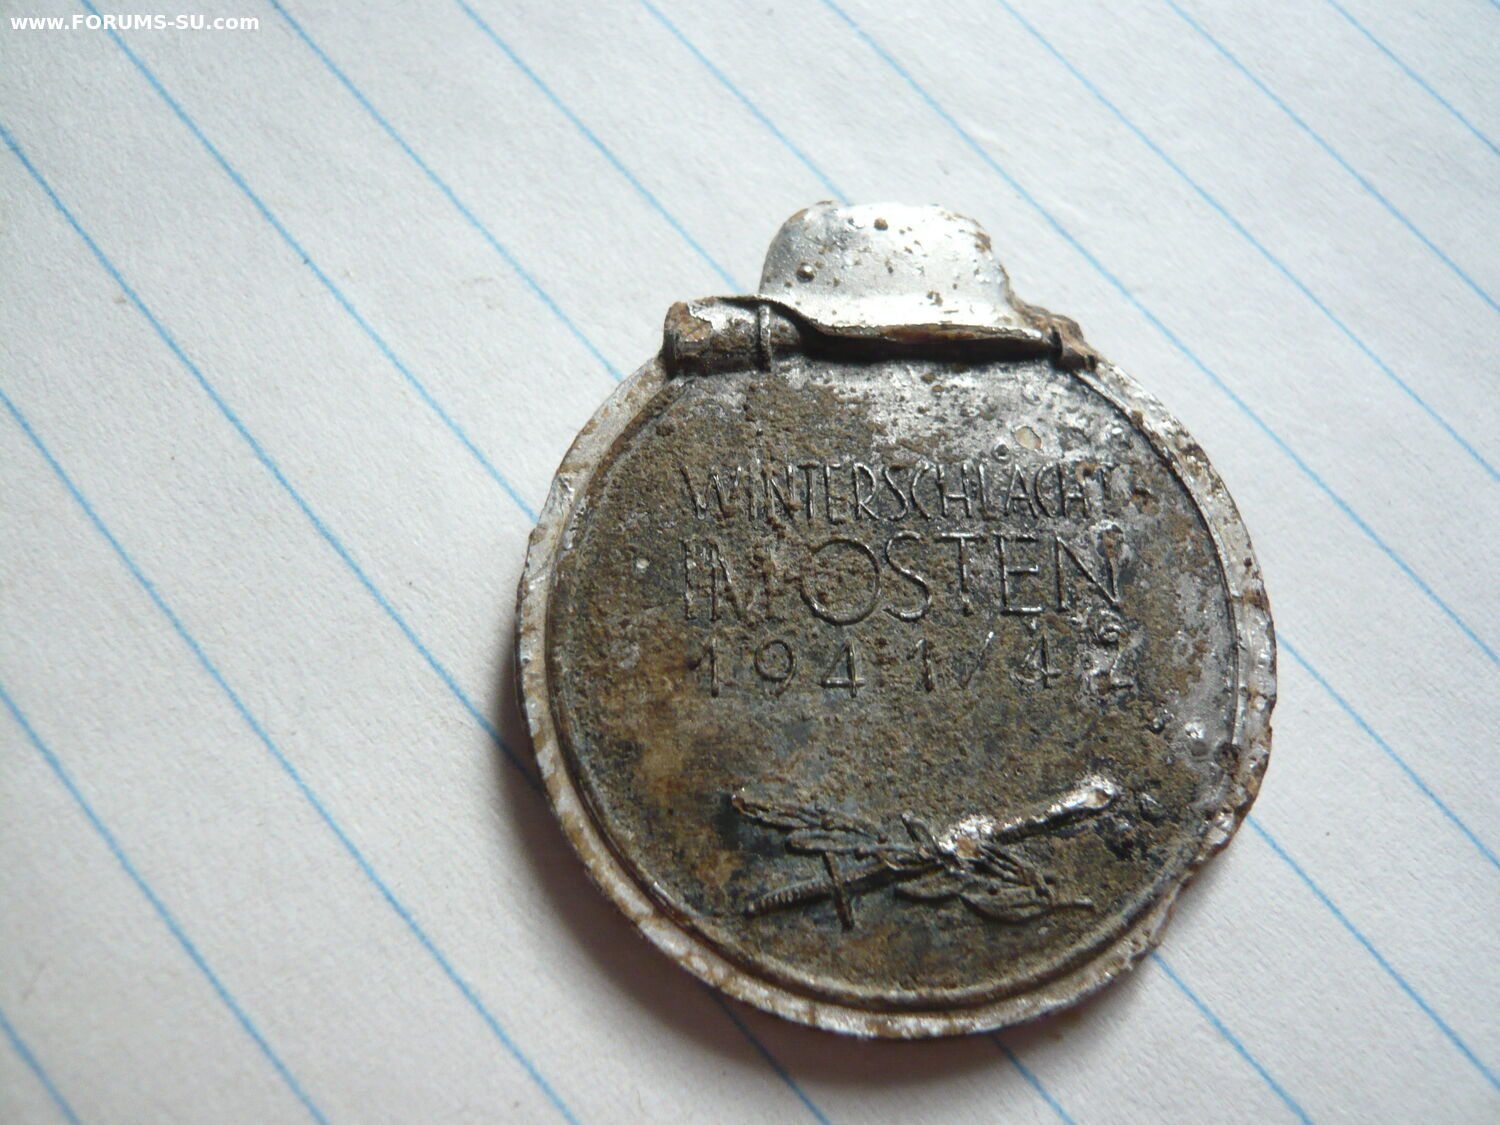 www.FORUMS-SU.com
WINTERSCHLACHT
IM OSTEN
1941/42